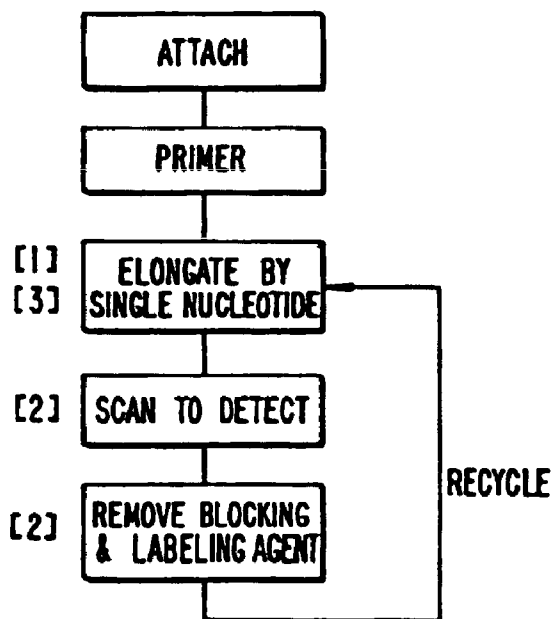 ATTACH
PRIMER
[1] ELONGATE BY
[3] SINGLE NUCLEOTIDE
[2] SCAN TO DETECT
[2] REMOVE BLOCKING
& LABELING AGENT
RECYCLE